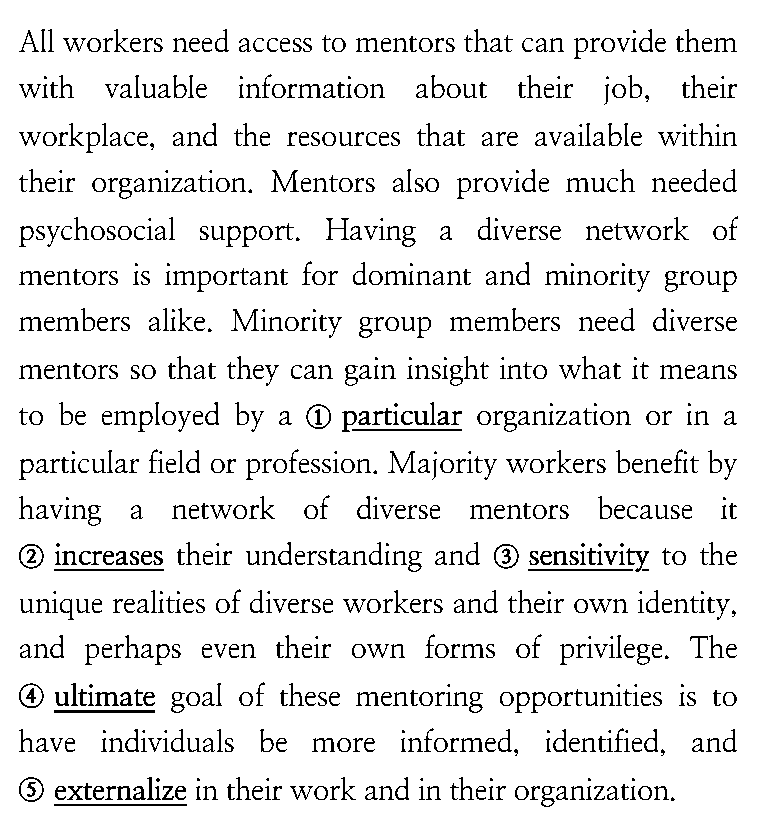 All workers need access to mentors that can provide them
with valuable information about their job, their
workplace, and the resources that are available within
their organization. Mentors also provide much needed
psychosocial support. Having a diverse network of
mentors is important for dominant and minority group
members alike. Minority group members need diverse
mentors so that they can gain insight into what it means
to be employed by a ① particular organization or in a
particular field or profession. Majority workers benefit by
having a network of diverse mentors because it
② increases their understanding and ③ sensitivity to the
unique realities of diverse workers and their own identity,
and perhaps even their own forms of privilege. The
④ ultimate goal of these mentoring opportunities is to
have individuals be more informed, identified, and
⑤ externalize in their work and in their organization.